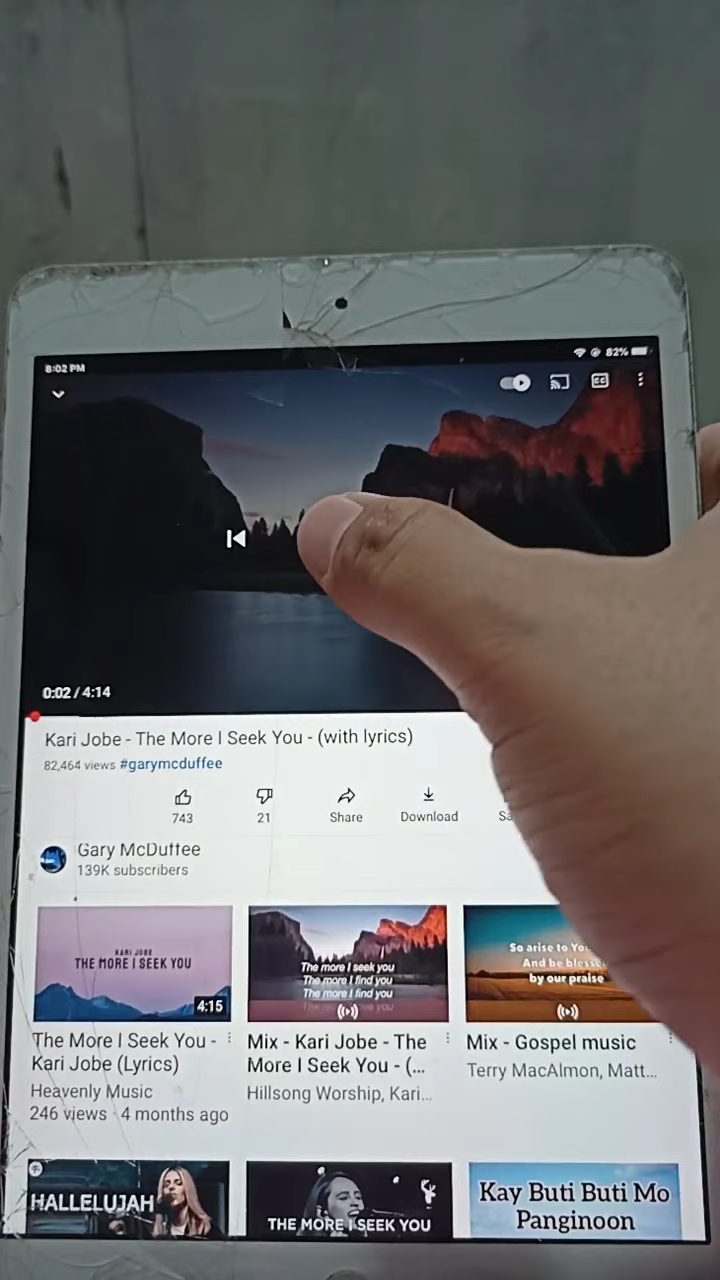 8:02 PM
82%
CC
0:02 / 4:14
Kari Jobe - The More I Seek You - (with lyrics)
82,464 views #garymcduffee
743
21
Share
Download
Sa
Gary McDuffee
139K subscribers
KARI JOBE
THE MORE I SEEK YOU
4:15
The More I Seek You -
Kari Jobe (Lyrics)
Heavenly Music
246 views · 4 months ago
The more I seek you
The more I find you
The more I find you
Mix - Kari Jobe - The
More I Seek You - (...
Hillsong Worship, Kari...
So arise to
And be
by our praise
Mix - Gospel music
Terry MacAlmon, Matt...
HALLELUJAH
THE MORE I SEEK YOU
Kay Buti Buti Mo
Panginoon